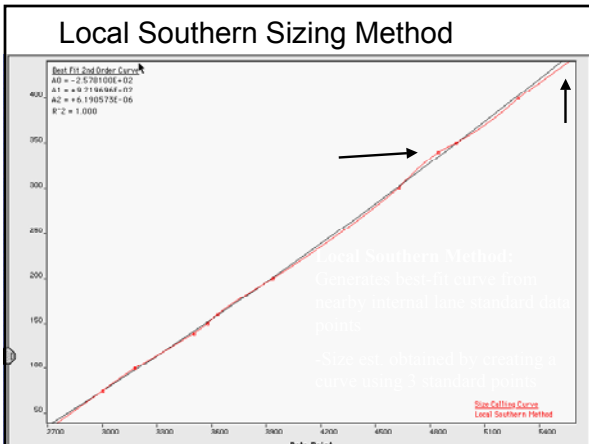 Local Southern Sizing Method
Best Fit 2nd Order Curve
A0 = -2.578100E+02
A1 = +9.219696E-02
A2 = +6.190573E-06
R^2 = 1.000
400
350
300
250
200
150
100
50
2700 3000 3300 3600 3900 4200 4500 4800 5100 5400
Local Southern Method:
Generates best-fit curve from
nearby internal lane standard data
points
-Size est. obtained by creating a
curve using 3 standard points
Size Calling Curve
Local Southern Method